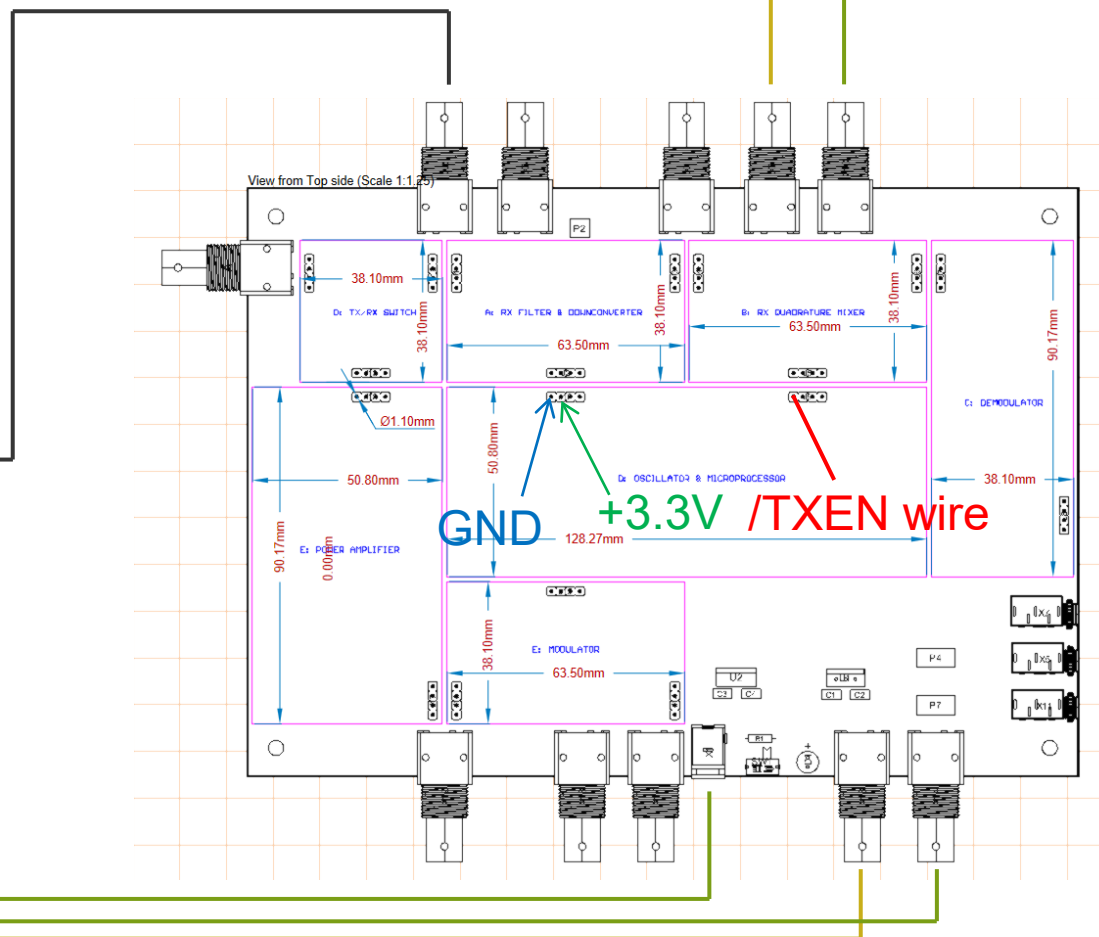 View from Top side (Scale 1:1.25)
P2
38.10mm
D: TX/RX SWITCH
38.10mm
A: RX FILTER & DOWNCONVERTER
38.10mm
63.50mm
B: RX QUADRATURE MIXER
38.10mm
63.50mm
90.17mm
C: DEMODULATOR
38.10mm
Ø1.10mm
50.80mm
50.80mm
OSCILLATOR & MICROPROCESSOR
GND
+3.3V
/TXEN wire
128.27mm
90.17mm
E: POWER AMPLIFIER
0.00mm
38.10mm
E: MODULATOR
63.50mm
U2
C3
C1
C2
P4
P7
X5
R1